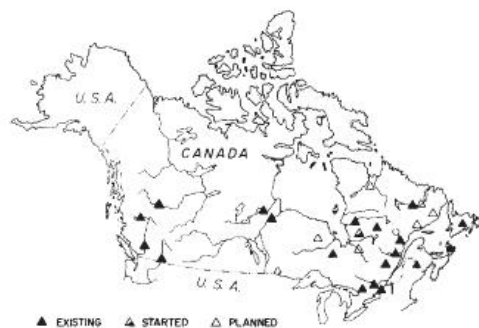 U.S.A.
CANADA
U.S.A.
▲ EXISTING ◭ STARTED △ PLANNED